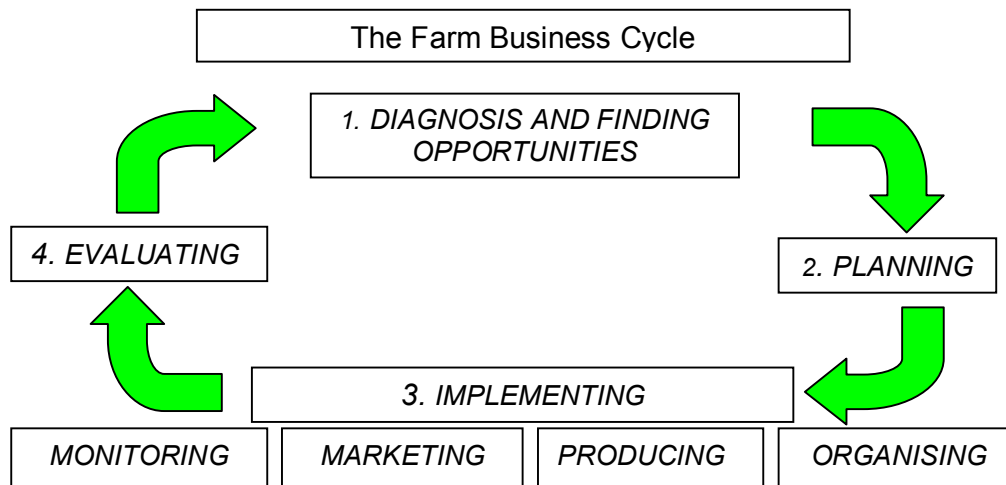 The Farm Business Cycle
1. DIAGNOSIS AND FINDING
OPPORTUNITIES
4. EVALUATING
2. PLANNING
3. IMPLEMENTING
MONITORING
MARKETING
PRODUCING
ORGANISING